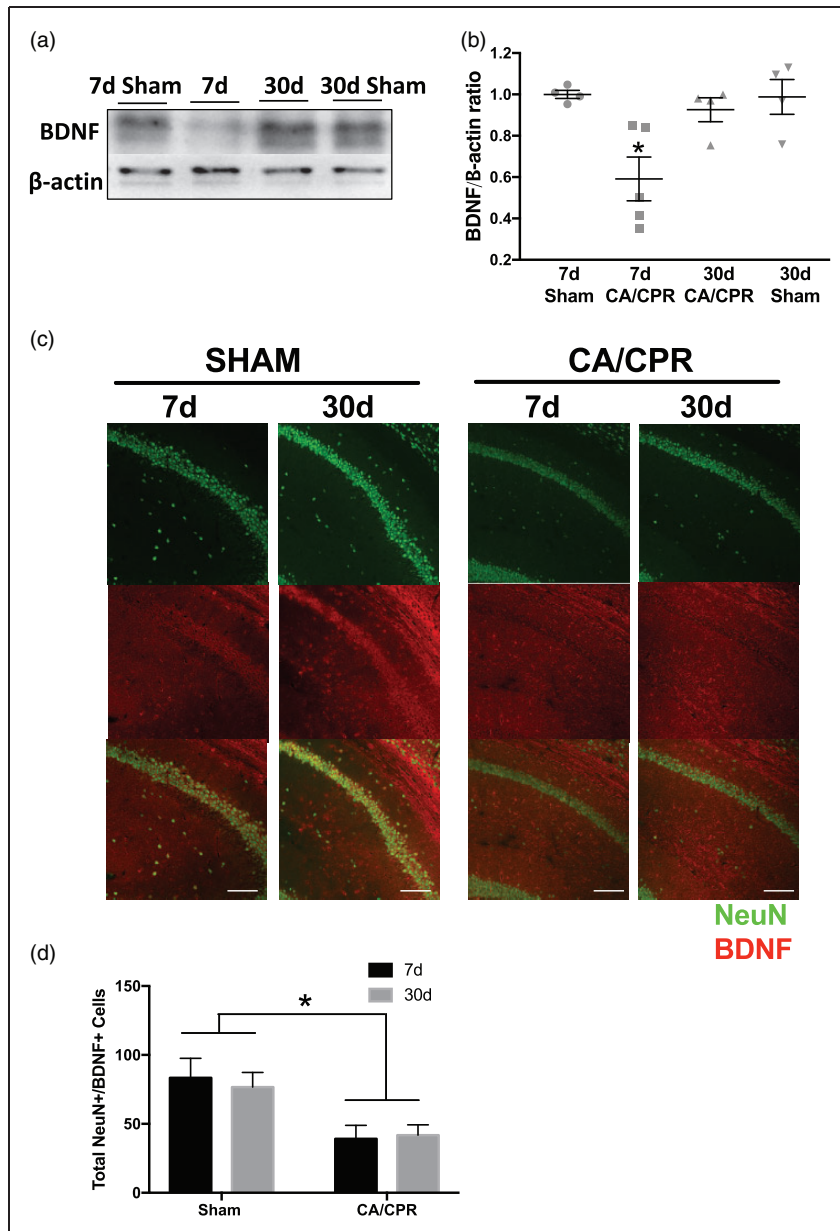 (a)
7d Sham 7d 30d 30d Sham
BDNF
β-actin
(b)
BDNF/B-actin ratio
1.2
1.0
0.8
0.6
0.4
0.2
*
7d Sham
7d CA/CPR
30d CA/CPR
30d Sham
(c)
SHAM CA/CPR
7d 30d 7d 30d
NeuN
BDNF
(d)
7d
30d
*
Total NeuN+/BDNF+ Cells
150
100
50
0
Sham CA/CPR